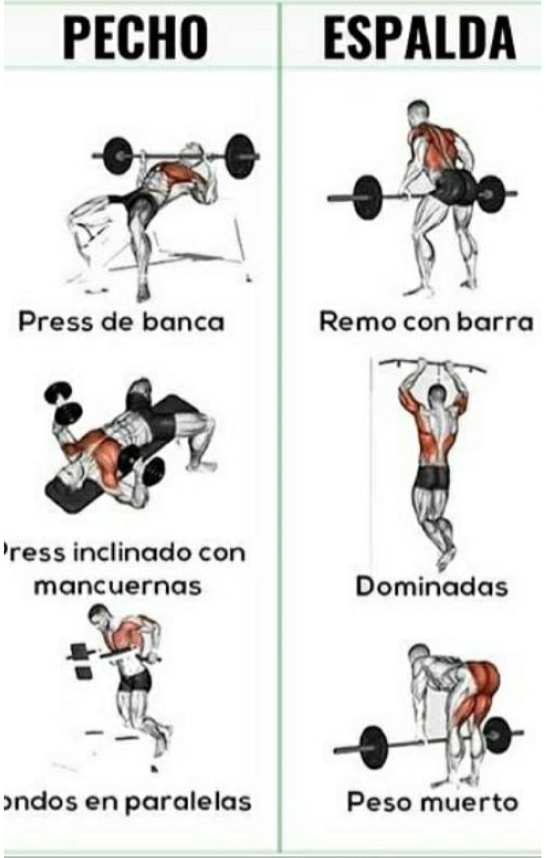 PECHO
ESPALDA
Press de banca
Remo con barra
ress inclinado con
mancuernas
Dominadas
ondos en paralelas
Peso muerto